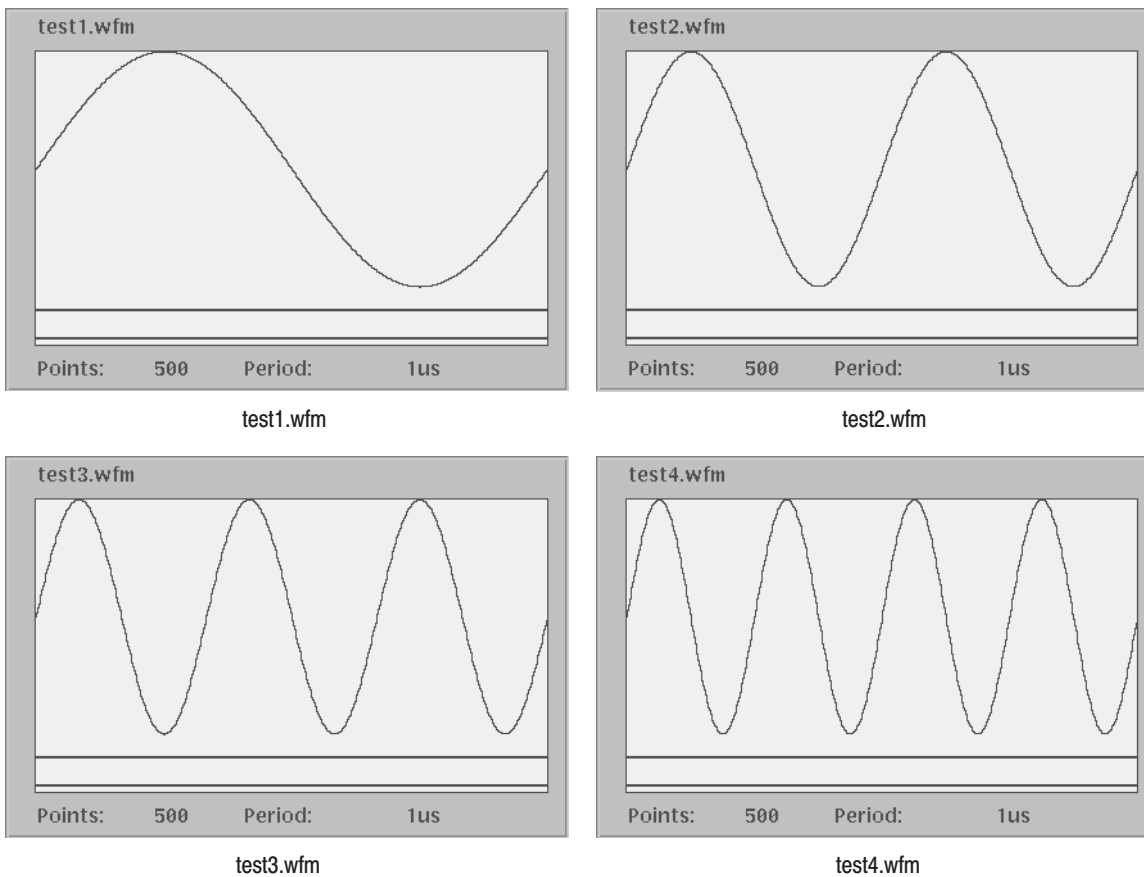 test1.wfm
Points: 500 Period: 1us
test1.wfm
test2.wfm
Points: 500 Period: 1us
test2.wfm
test3.wfm
Points: 500 Period: 1us
test3.wfm
test4.wfm
Points: 500 Period: 1us
test4.wfm